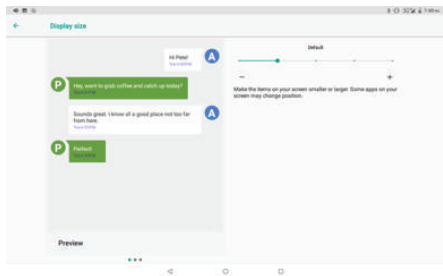 Display size
Hi Pete!
A
P
Hey, want to grab coffee and catch up today?
Sounds great. I know of a good place not too far
from here.
A
P
Perfect!
Preview
Default
−
+
Make the items on your screen smaller or larger. Some apps on your
screen may change position.